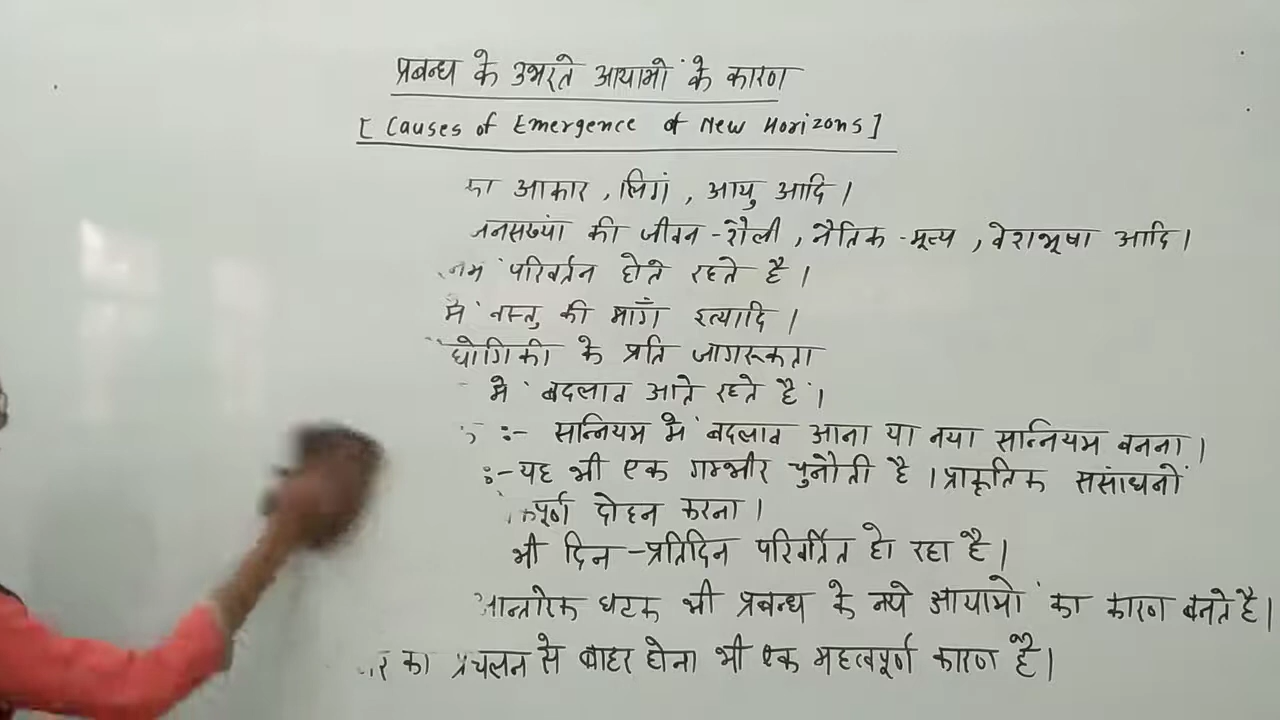 प्रबन्ध के उभरते आयामों के कारण
[Causes of Emergence of New Horizons]
का आकार, लिगं, आयु आदि।
जनसख्यां की जीवन-शैली, नैतिक-मूल्य, वेशभूषा आदि।
परिवर्तन होते रहते है।
में वस्तु की माँग इत्यादि।
के प्रति जागरूकता
में बदलाव आते रहते है।
:- सन्नियम में बदलाव आना या नया सन्नियम बनना।
:- यह भी एक गम्भीर चुनौती है। प्राकृतिक ससांधनों
दोहन करना।
भी दिन-प्रतिदिन परिवर्तित हो रहा है।
आन्तरिक घटक भी प्रबन्ध के नये आयामों का कारण बनते है।
का प्रचलन से बाहर होना भी एक महत्वपूर्ण कारण है।